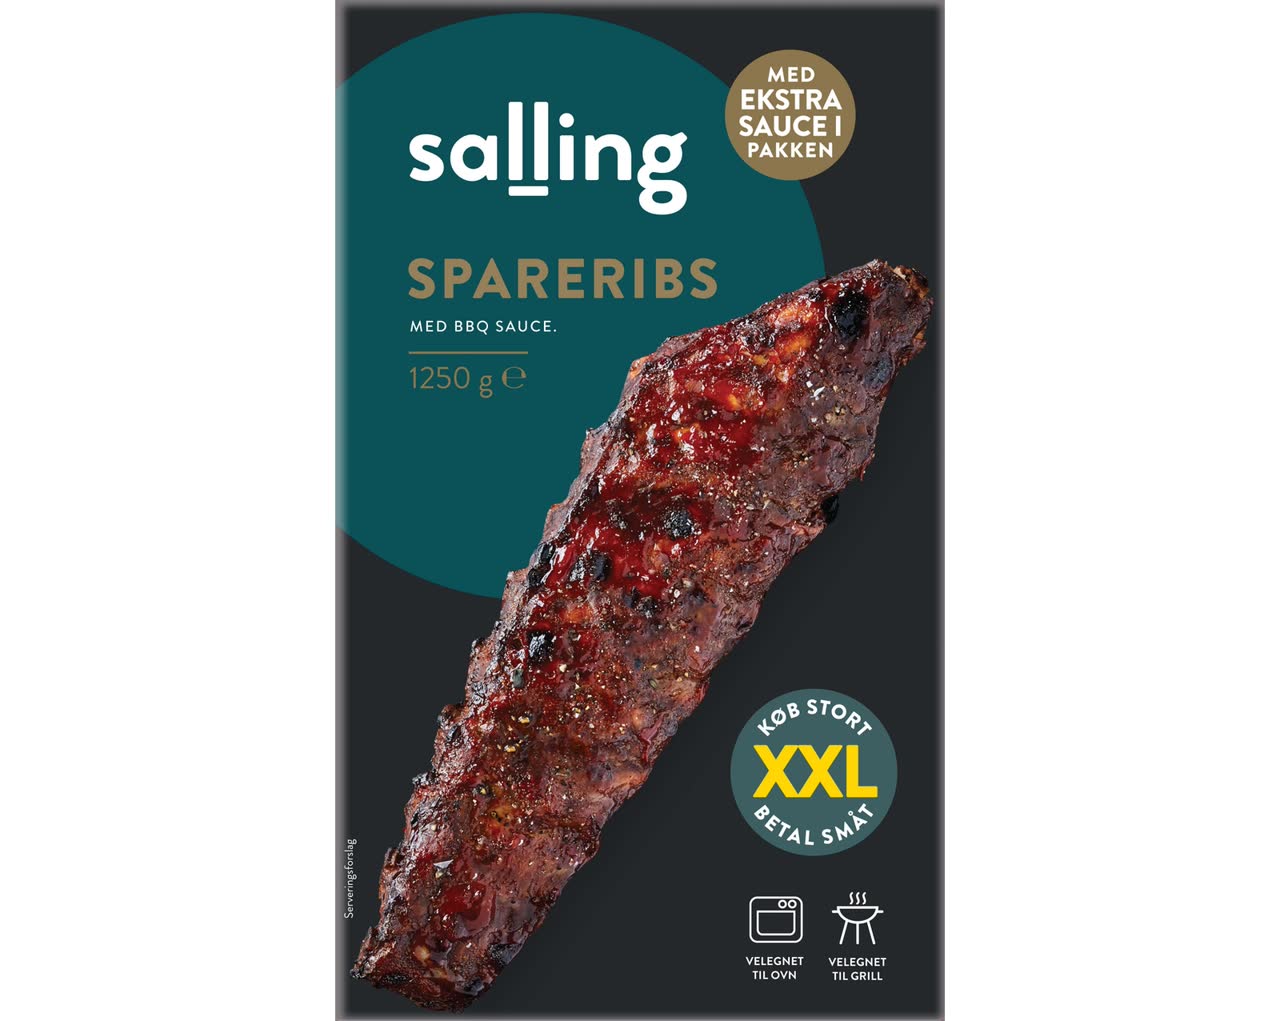 salling
MED
EKSTRA
SAUCE I
PAKKEN
SPARERIBS
MED BBQ SAUCE.
1250 g ℮
KØB STORT
XXL
BETAL SMÅT
Serveringsforslag
VELEGNET
TIL OVN
VELEGNET
TIL GRILL